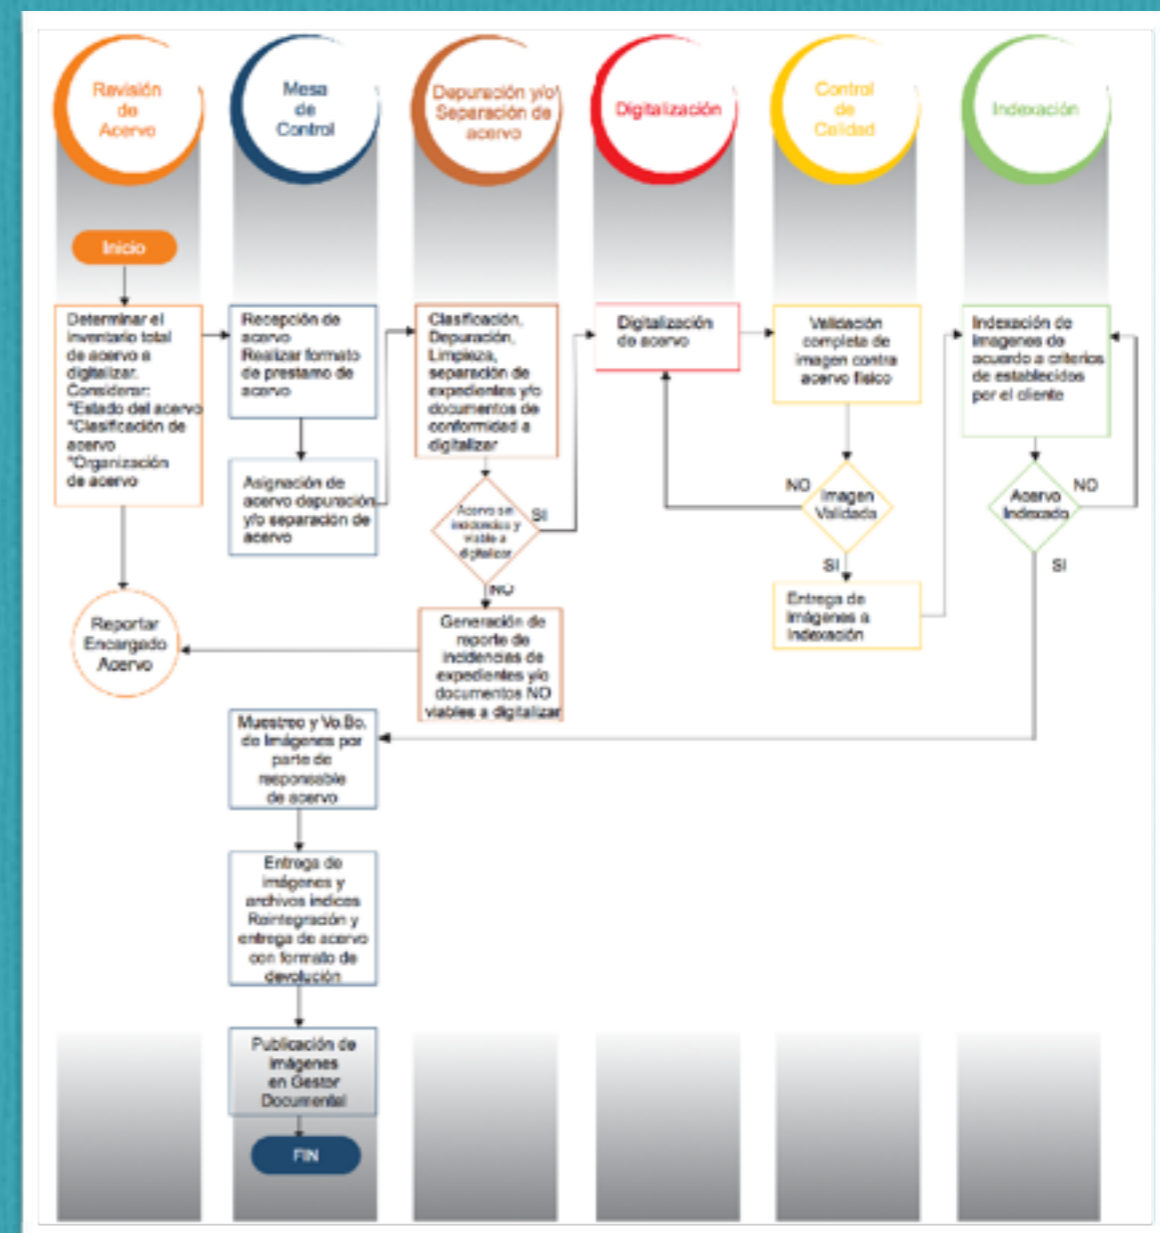 Revisión
de
Acervo
Mesa
de
Control
Depuración y/o
Separación de
acervo
Digitalización
Control
de
Calidad
Indexación
Inicio
Determinar el
inventario total
de acervo a
digitalizar.
Considerar:
*Estado del acervo
*Clasificación de
acervo
*Organización
de acervo
Reportar
Encargado
Acervo
Recepción de
acervo
Realizar formato
de prestamo de
acervo
Asignación de
acervo depuración
y/o separación de
acervo
Clasificación,
Depuración,
Limpieza,
separación de
expedientes y/o
documentos de
conformidad a
digitalizar
Acervo sin
incidencias y
viable a
digitalizar
SI
NO
Generación de
reporte de
incidencias de
expedientes y/o
documentos NO
viables a digitalizar
Digitalización
de acervo
Validación
completa de
imagen contra
acervo físico
NO
Imagen
Validada
SI
Entrega de
Imágenes a
Indexación
Indexación de
Imagenes de
acuerdo a criterios
de establecidos
por el cliente
NO
Acervo
Indexado
SI
Muestreo y Vo.Bo.
de Imágenes por
parte de
responsable
de acervo
Entrega de
imágenes y
archivos indices
Reintegración y
entrega de acervo
con formato de
devolución
Publicación de
imágenes
en Gestor
Documental
FIN